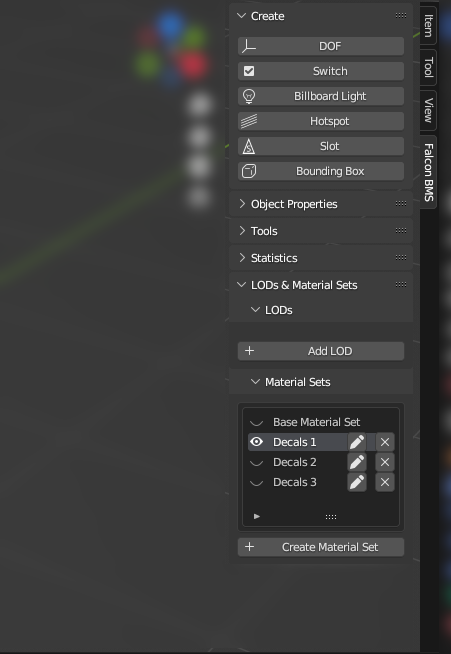 Create
DOF
Switch
Billboard Light
Hotspot
Slot
Bounding Box
Object Properties
Tools
Statistics
LODs & Material Sets
LODs
Add LOD
Material Sets
Base Material Set
Decals 1
Decals 2
Decals 3
Create Material Set
Item
Tool
View
Falcon BMS